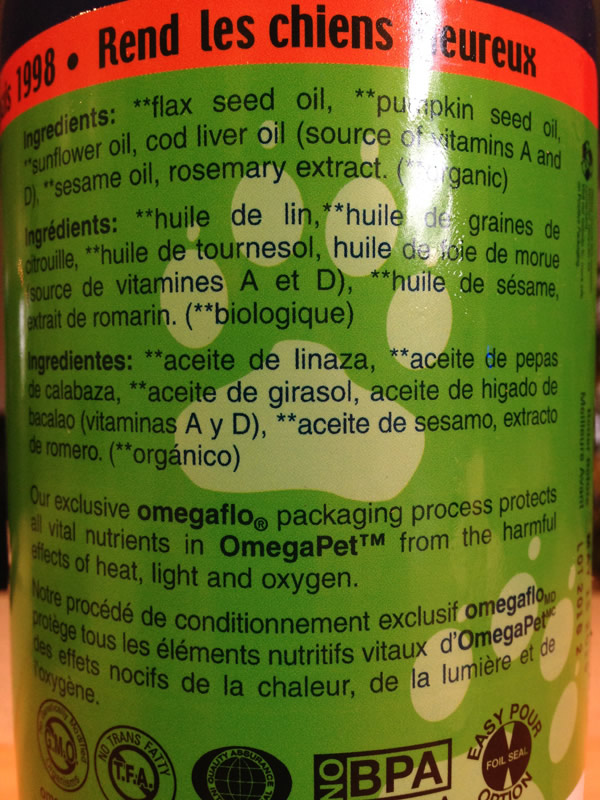 1998 • Rend les chiens eureux
Ingredients: **flax seed oil, **pumpkin seed oil,
**sunflower oil, cod liver oil (source of vitamins A and
D), **sesame oil, rosemary extract. (**organic)
Ingrédients: **huile de lin,**huile de graines de
citrouille, **huile de tournesol, huile de foie de morue
(source de vitamines A et D), **huile de sésame,
extrait de romarin. (**biologique)
Ingredientes: **aceite de linaza, **aceite de pepas
de calabaza, **aceite de girasol, aceite de higado de
bacalao (vitaminas A y D), **aceite de sesamo, extracto
de romero. (**orgánico)
Our exclusive omegaflo® packaging process protects
all vital nutrients in OmegaPet™ from the harmful
effects of heat, light and oxygen.
Notre procédé de conditionnement exclusif omegafloMD
protège tous les éléments nutritifs vitaux d'OmegaPetMC
des effets nocifs de la chaleur, de la lumière et de
l'oxygène.
G.M.O
NO TRANS FATTY
T.F.A.
QUALITY ASSURANCE
NO BPA
EASY POUR
FOIL SEAL
OPTION
Meilleure Avant